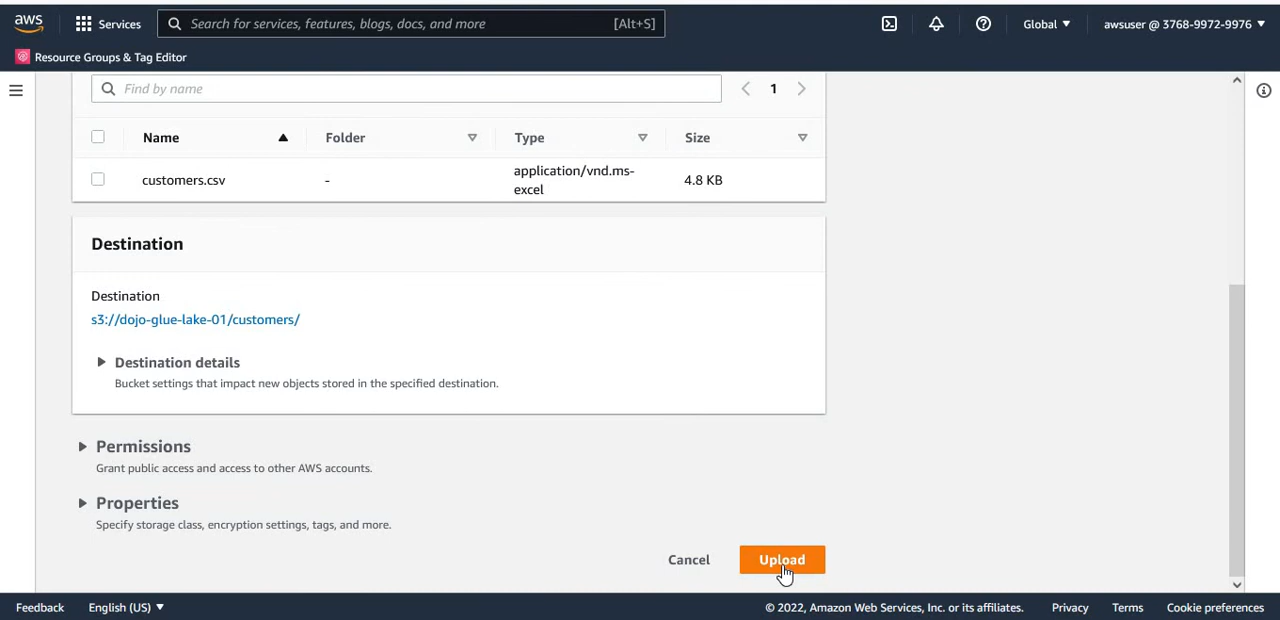 aws Services Search for services, features, blogs, docs, and more [Alt+S] Global awsuser @ 3768-9972-9976
Resource Groups & Tag Editor
Find by name 1
Name Folder Type Size
customers.csv - application/vnd.ms-
excel 4.8 KB
Destination
Destination
s3://dojo-glue-lake-01/customers/
Destination details
Bucket settings that impact new objects stored in the specified destination.
Permissions
Grant public access and access to other AWS accounts.
Properties
Specify storage class, encryption settings, tags, and more.
Cancel Upload
Feedback English (US) © 2022, Amazon Web Services, Inc. or its affiliates. Privacy Terms Cookie preferences